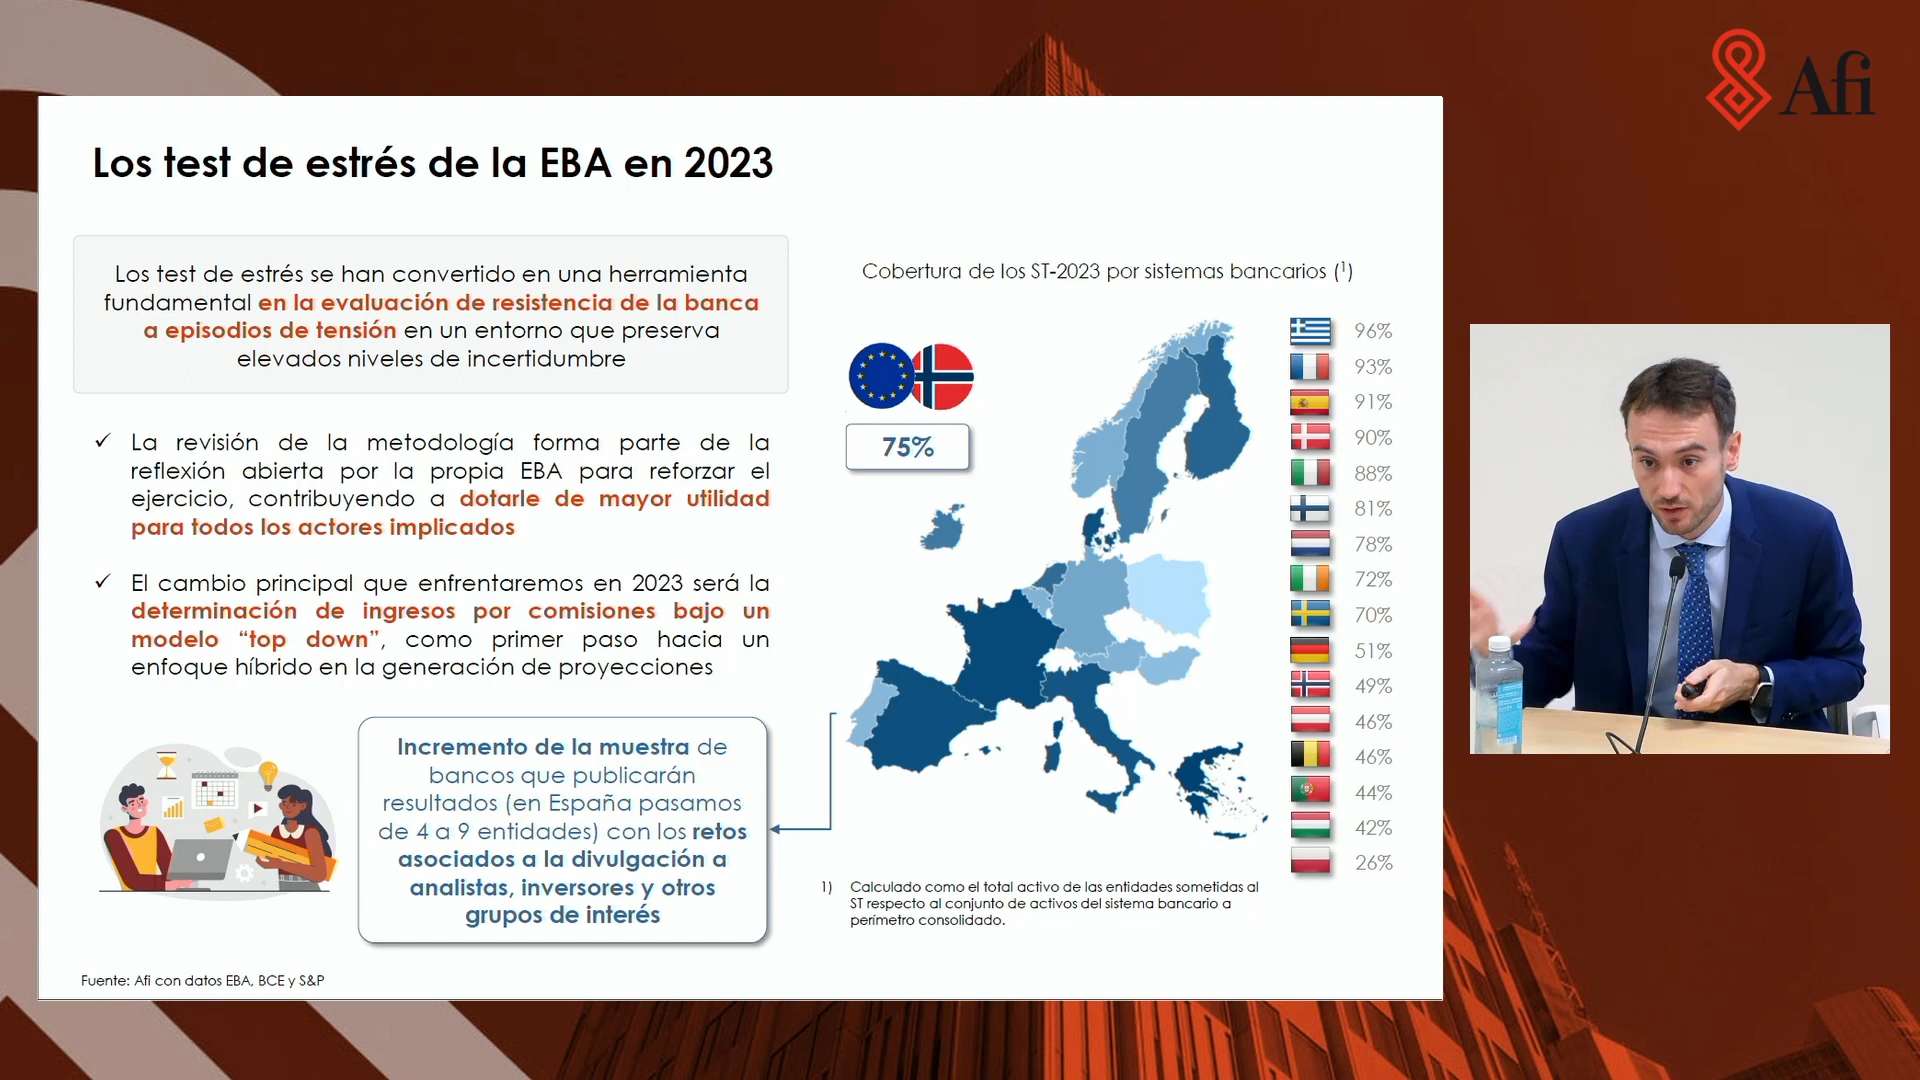 Afi
Los test de estrés de la EBA en 2023
Los test de estrés se han convertido en una herramienta
fundamental en la evaluación de resistencia de la banca
a episodios de tensión en un entorno que preserva
elevados niveles de incertidumbre
La revisión de la metodología forma parte de la
reflexión abierta por la propia EBA para reforzar el
ejercicio, contribuyendo a dotarle de mayor utilidad
para todos los actores implicados
El cambio principal que enfrentaremos en 2023 será la
determinación de ingresos por comisiones bajo un
modelo “top down”, como primer paso hacia un
enfoque híbrido en la generación de proyecciones
Incremento de la muestra de
bancos que publicarán
resultados (en España pasamos
de 4 a 9 entidades) con los retos
asociados a la divulgación a
analistas, inversores y otros
grupos de interés
Fuente: Afi con datos EBA, BCE y S&P
Cobertura de los ST-2023 por sistemas bancarios (1)
75%
96%
93%
91%
90%
88%
81%
78%
72%
70%
51%
49%
46%
46%
44%
42%
26%
1) Calculado como el total activo de las entidades sometidas al
ST respecto al conjunto de activos del sistema bancario a
perímetro consolidado.